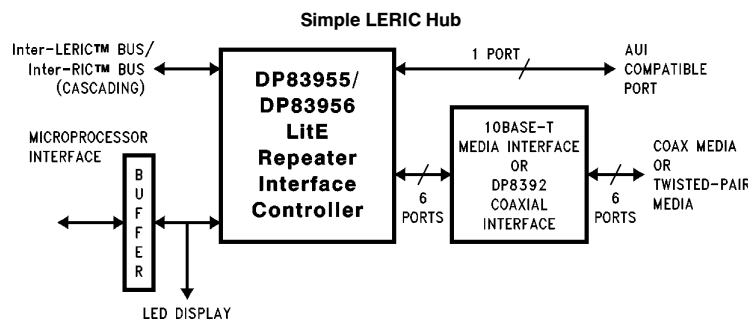 Simple LERIC Hub
Inter-LERIC™ BUS/
Inter-RIC™ BUS
(CASCADING)
DP83955/
DP83956
LitE
Repeater
Interface
Controller
1 PORT
AUI
COMPATIBLE
PORT
MICROPROCESSOR
INTERFACE
BUFFER
LED DISPLAY
6
PORTS
10BASE-T
MEDIA INTERFACE
OR
DP8392
COAXIAL
INTERFACE
6
PORTS
COAX MEDIA
OR
TWISTED-PAIR
MEDIA